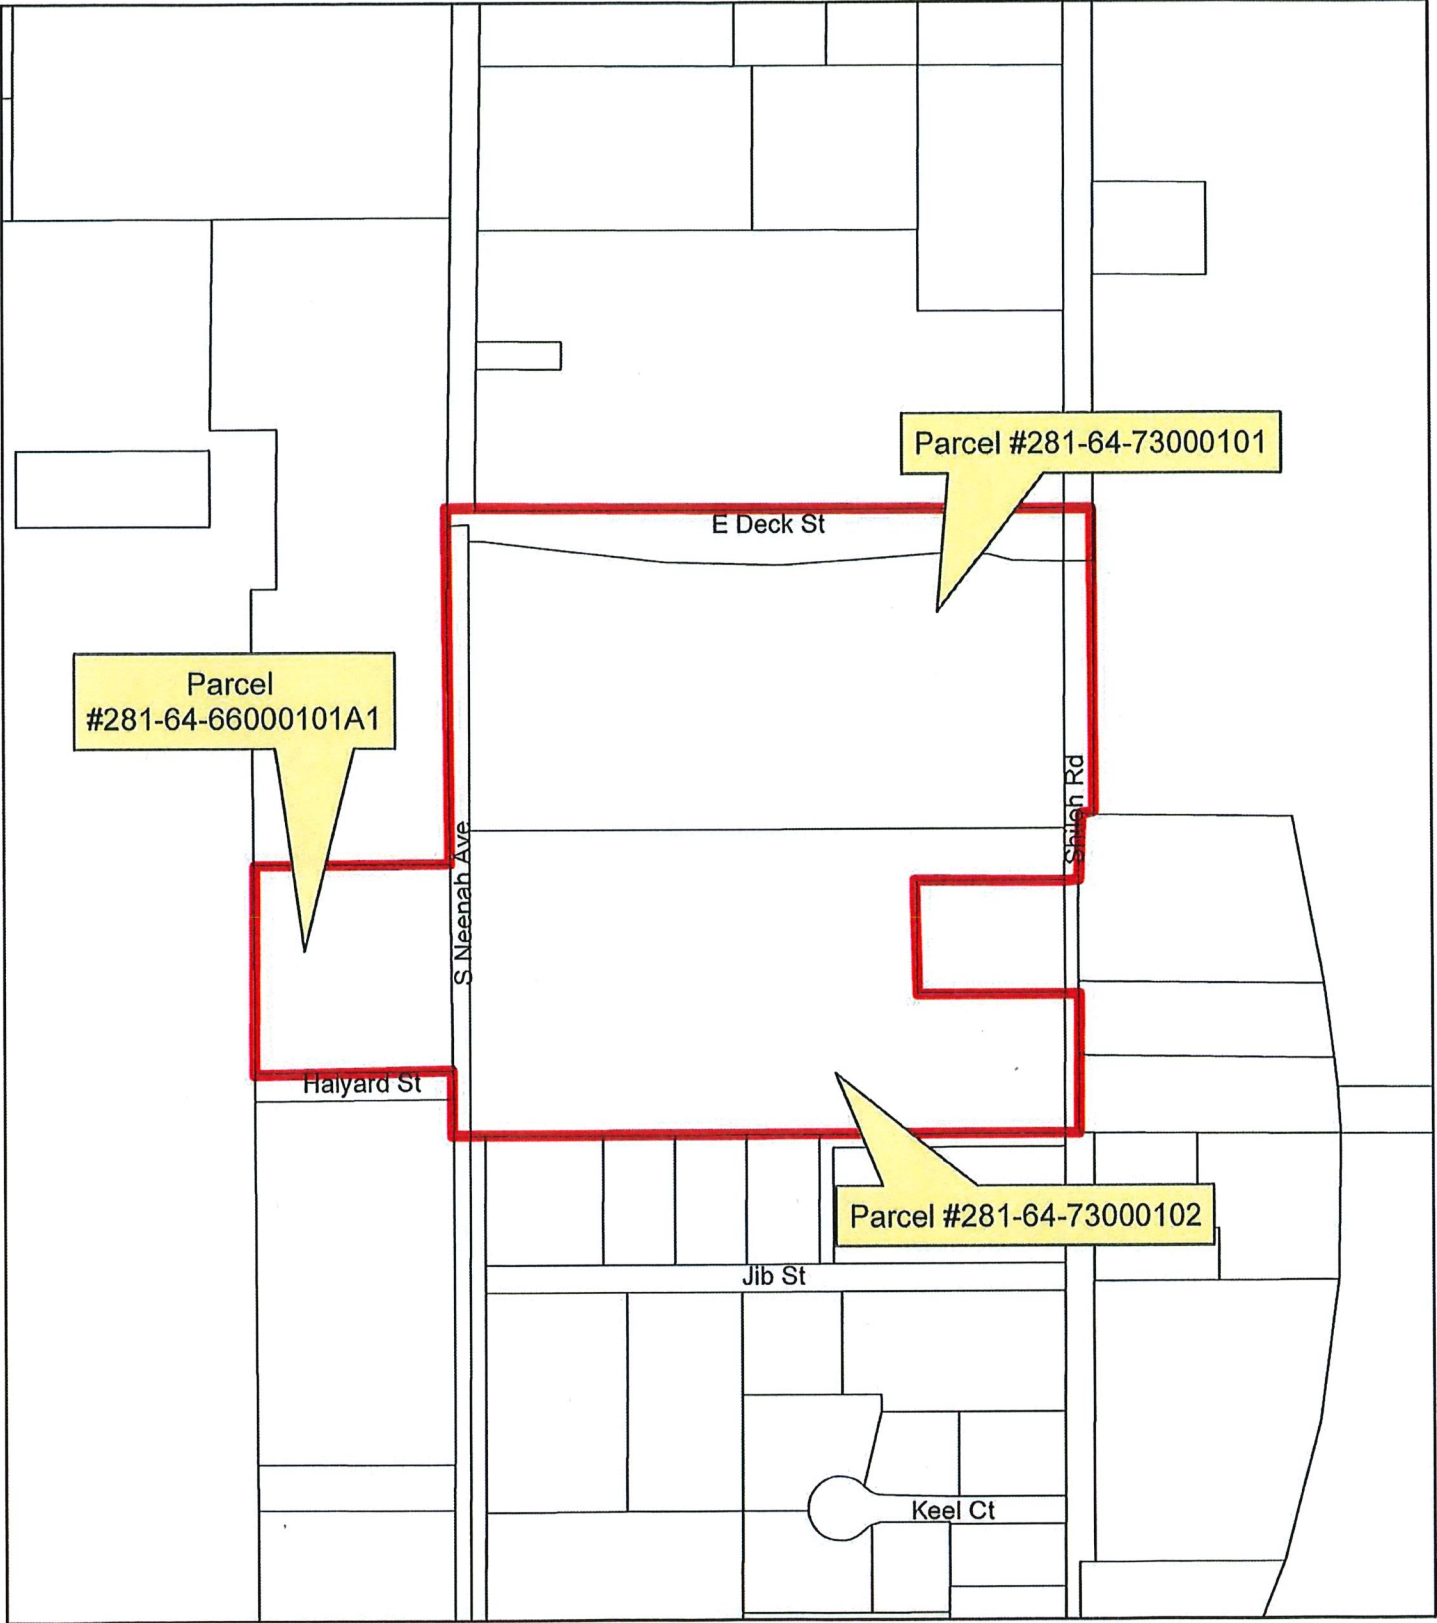 Parcel #281-64-73000101
E Deck St
Parcel
#281-64-66000101A1
Shiloh Rd
S Neenah Ave
Halyard St
Parcel #281-64-73000102
Jib St
Keel Ct